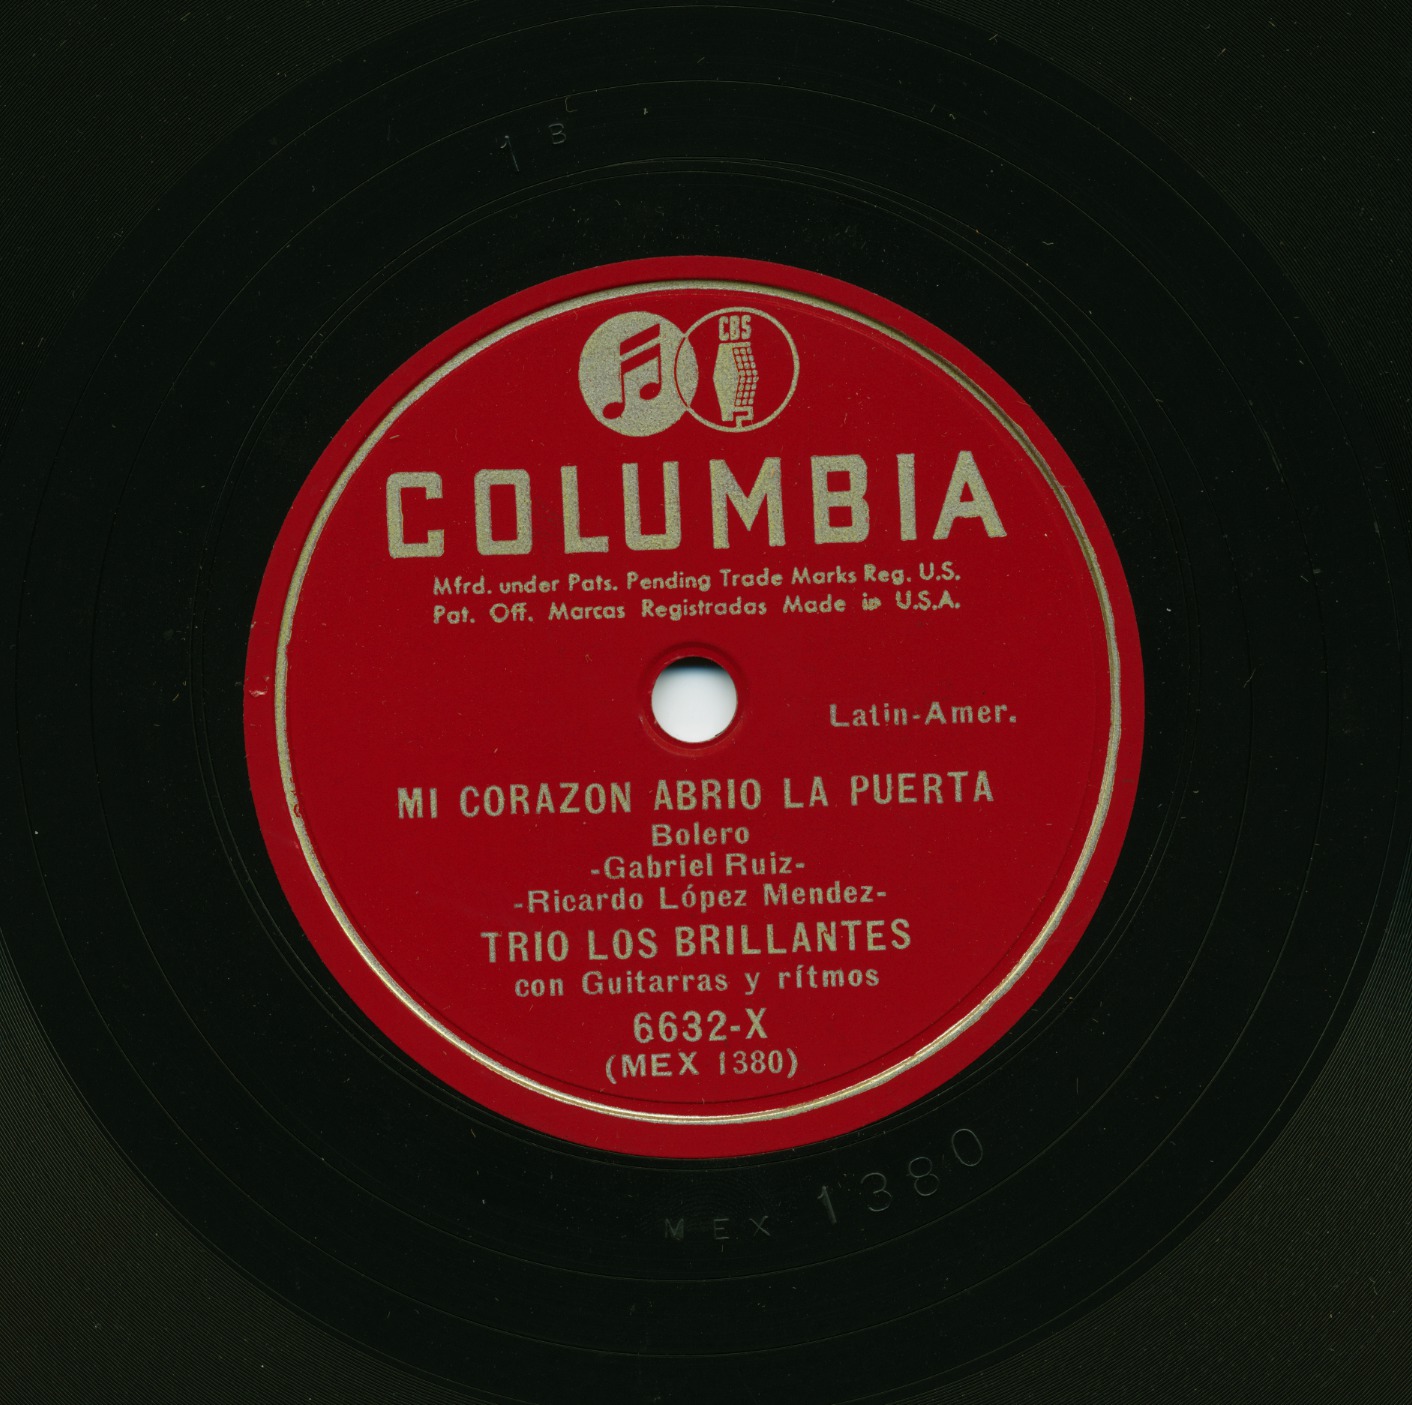 1 B
CBS
COLUMBIA
Mfrd. under Pats. Pending Trade Marks Reg. U.S.
Pat. Off. Marcas Registradas Made in U.S.A.
Latin-Amer.
MI CORAZON ABRIO LA PUERTA
Bolero
-Gabriel Ruiz-
-Ricardo López Mendez-
TRIO LOS BRILLANTES
con Guitarras y rítmos
6632-X
(MEX 1380)
MEX 1380